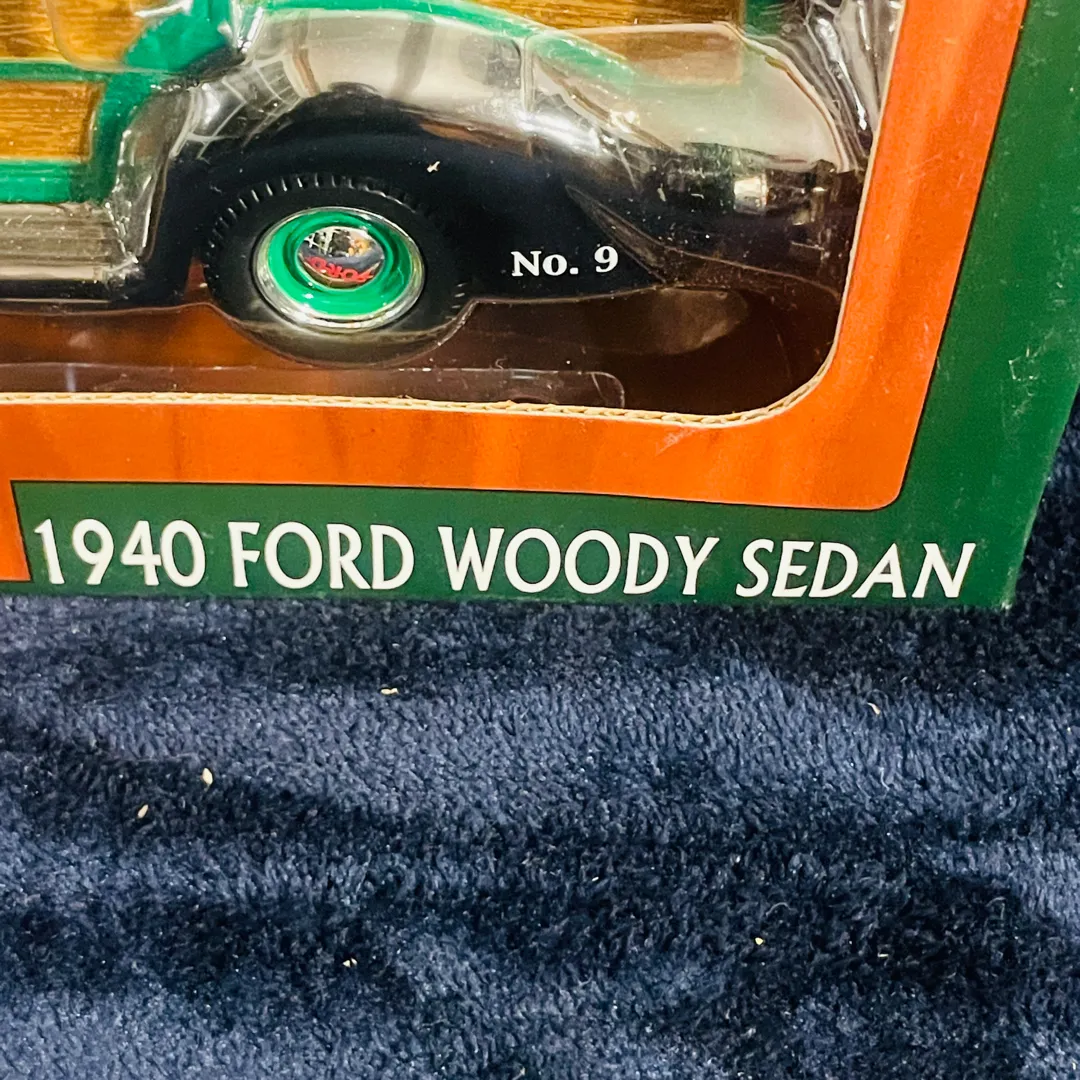 No. 9
1940 FORD WOODY SEDAN